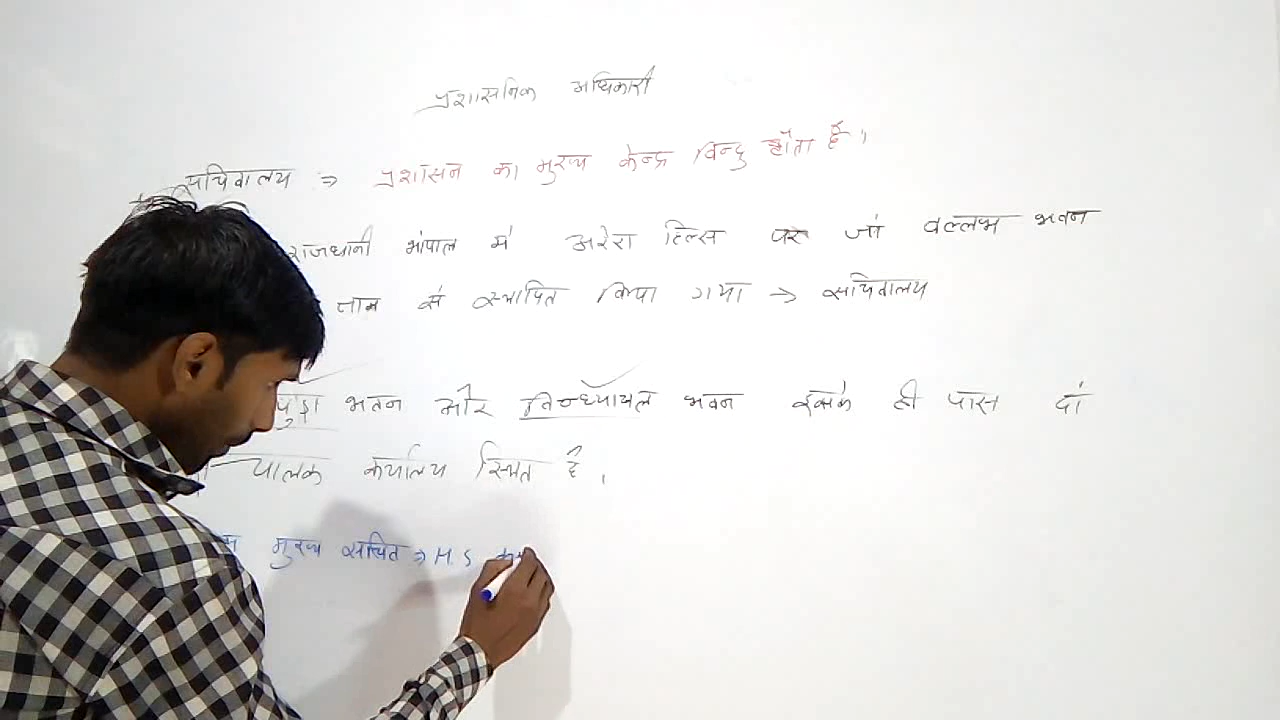 प्रशासनिक अधिकारी
सचिवालय ⇒ प्रशासन का मुख्य केन्द्र विन्दु होता है।
राजधानी भोपाल में अरेरा हिल्स पर जो वल्लभ भवन
नाम से स्थापित किया गया → सचिवालय
भवन और विन्ध्याचल भवन इसके ही पास दो
पालक कार्यालय स्थित है।
मुख्य सचिव ⇒ H.S